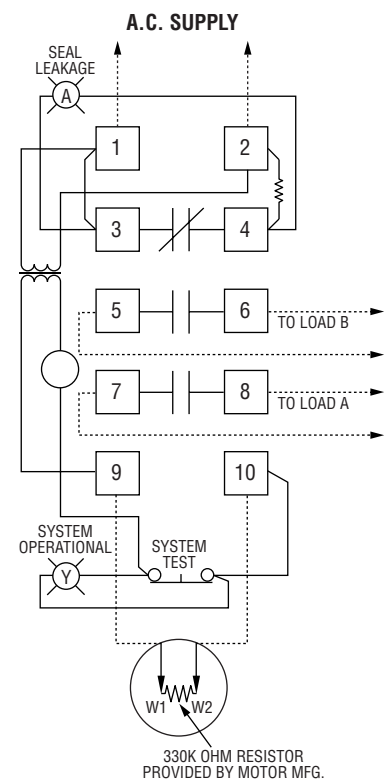 A.C. SUPPLY
SEAL
LEAKAGE
A
1
2
3
4
5
6
TO LOAD B
7
8
TO LOAD A
9
10
SYSTEM
OPERATIONAL
SYSTEM
TEST
Y
W1
W2
330K OHM RESISTOR
PROVIDED BY MOTOR MFG.